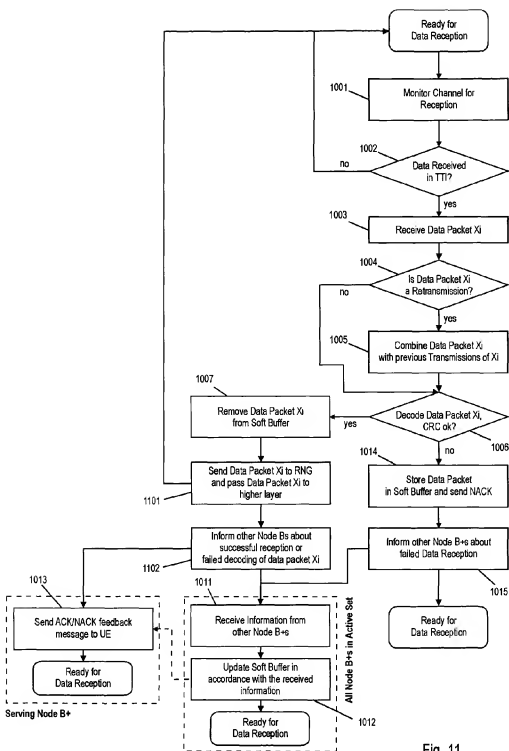 Ready for
Data Reception
1001
Monitor Channel for
Reception
1002
no
Data Received
in TTI?
yes
1003
Receive Data Packet Xi
1004
Is Data Packet Xi
a Retransmission?
no
yes
1005
Combine Data Packet Xi
with previous Transmissions of Xi
1007
Remove Data Packet Xi
from Soft Buffer
yes
Decode Data Packet Xi,
CRC ok?
1006
no
1014
Send Data Packet Xi to RNG
and pass Data Packet Xi to
higher layer
1101
Store Data Packet
in Soft Buffer and send NACK
Inform other Node Bs about
successful reception or
failed decoding of data packet Xi
1102
Inform other Node B+s about
failed Data Reception
1015
1013
Send ACK/NACK feedback
message to UE
Ready for
Data Reception
Serving Node B+
1011
Receive Information from
other Node B+s
Update Soft Buffer in
accordance with the received
information
1012
Ready for
Data Reception
All Node B+s in Active Set
Ready for
Data Reception
Fig. 11